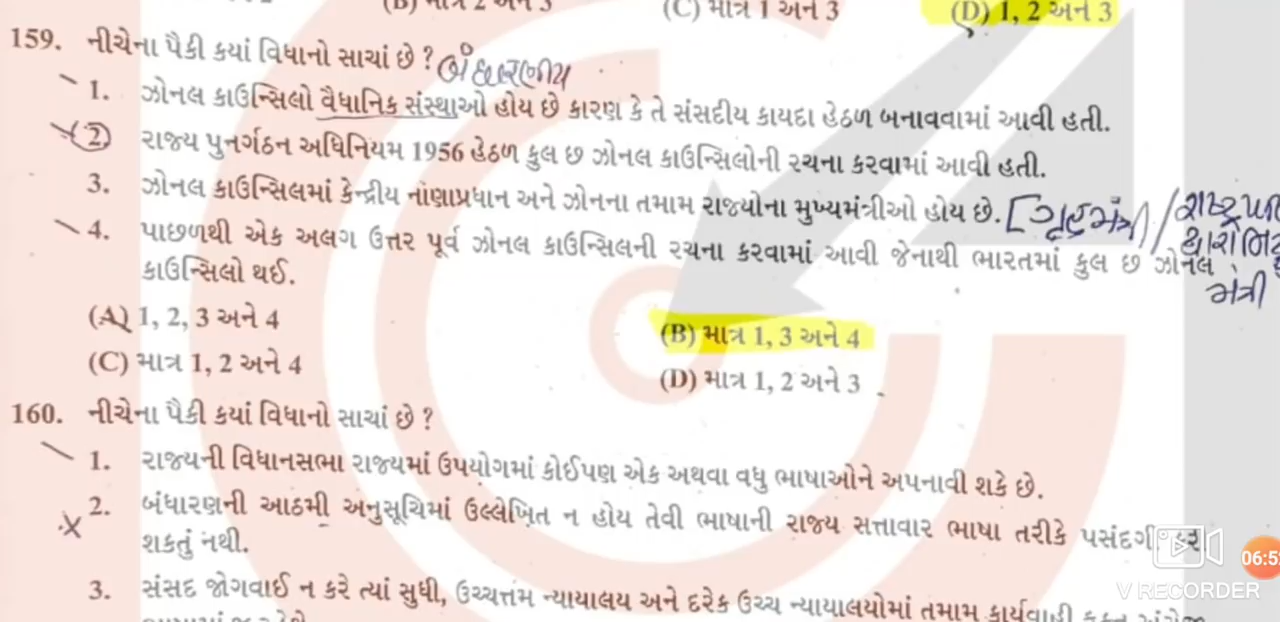 (B) માત્ર 2 અને 3 (C) માત્ર 1 અને 3 (D) 1, 2 અને 3
159. નીચેના પૈકી કયાં વિધાનો સાચાં છે ? બંધારણીય
1. ઝોનલ કાઉન્સિલો વૈધાનિક સંસ્થાઓ હોય છે કારણ કે તે સંસદીય કાયદા હેઠળ બનાવવામાં આવી હતી.
2 રાજ્ય પુનર્ગઠન અધિનિયમ 1956 હેઠળ કુલ છ ઝોનલ કાઉન્સિલોની રચના કરવામાં આવી હતી.
3. ઝોનલ કાઉન્સિલમાં કેન્દ્રીય નાણાપ્રધાન અને ઝોનના તમામ રાજ્યોના મુખ્યમંત્રીઓ હોય છે. [ગૃહમંત્રી /
4. પાછળથી એક અલગ ઉત્તર પૂર્વ ઝોનલ કાઉન્સિલની રચના કરવામાં આવી જેનાથી ભારતમાં કુલ છ ઝોનલ
કાઉન્સિલો થઈ. મંત્રી
(A) 1, 2, 3 અને 4 (B) માત્ર 1, 3 અને 4
(C) માત્ર 1, 2 અને 4 (D) માત્ર 1, 2 અને 3
160. નીચેના પૈકી કયાં વિધાનો સાચાં છે ?
1. રાજ્યની વિધાનસભા રાજ્યમાં ઉપયોગમાં કોઈપણ એક અથવા વધુ ભાષાઓને અપનાવી શકે છે.
2. બંધારણની આઠમી અનુસૂચિમાં ઉલ્લેખિત ન હોય તેવી ભાષાની રાજ્ય સત્તાવાર ભાષા તરીકે પસંદગી
શકતું નથી.
06:5
V RECORDER
3. સંસદ જોગવાઈ ન કરે ત્યાં સુધી, ઉચ્ચત્તમ ન્યાયાલય અને દરેક ઉચ્ચ ન્યાયાલયોમાં તમામ કાર્યવાહી ફક્ત